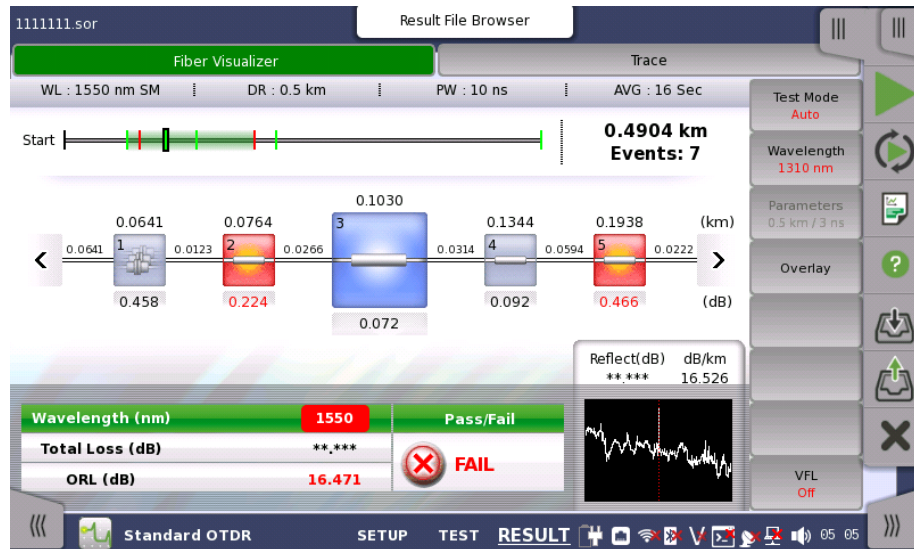 1111111.sor
Result File Browser
Fiber Visualizer
Trace
WL : 1550 nm SM
DR : 0.5 km
PW : 10 ns
AVG : 16 Sec
Start
0.4904 km
Events: 7
0.0641 0.0764 0.1030 0.1344 0.1938 (km)
1 2 3 4 5
0.0641 0.0123 0.0266 0.0314 0.0594 0.0222
0.458 0.224 0.072 0.092 0.466 (dB)
Reflect(dB) dB/km
**.*** 16.526
Wavelength (nm) 1550 Pass/Fail
Total Loss (dB) **.***
FAIL
ORL (dB) 16.471
Test Mode
Auto
Wavelength
1310 nm
Parameters
0.5 km / 3 ns
Overlay
VFL
Off
Standard OTDR
SETUP TEST RESULT
05 05